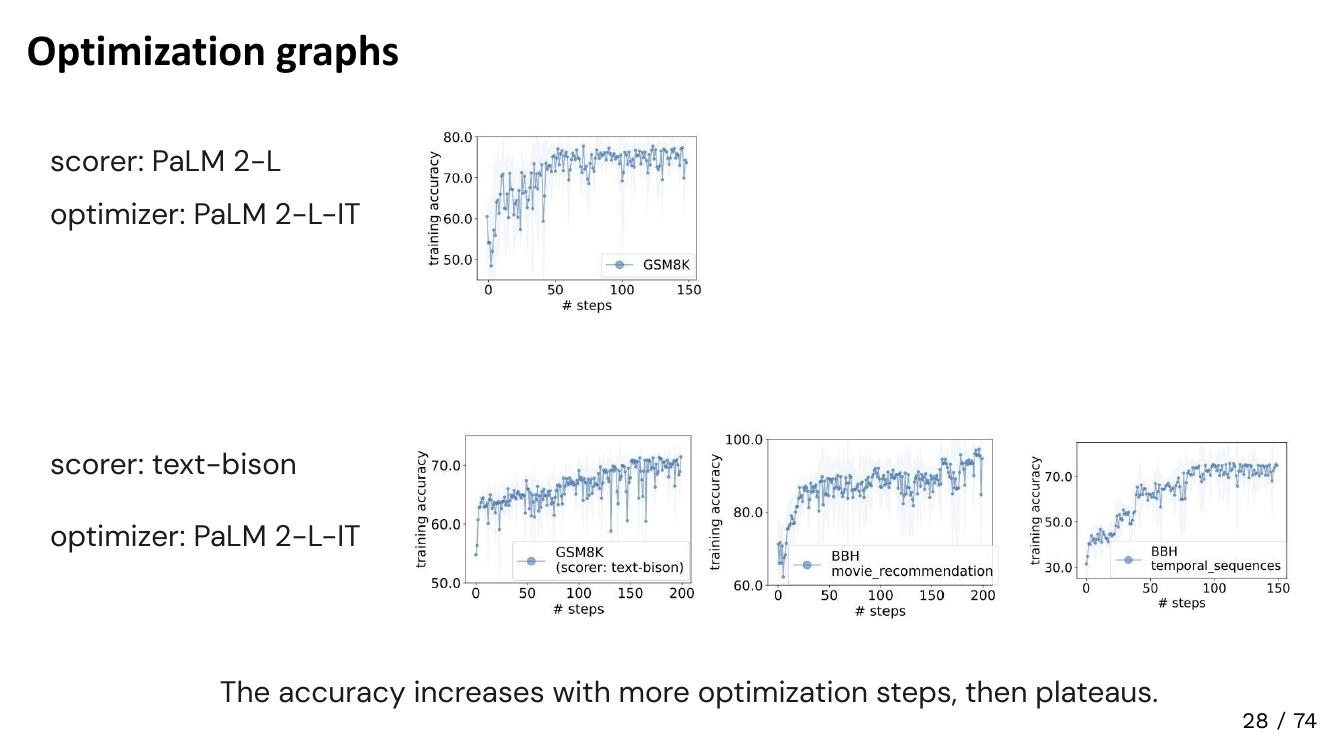 Optimization graphs
scorer: PaLM 2-L
optimizer: PaLM 2-L-IT
80.0
70.0
60.0
50.0
training accuracy
GSM8K
0 50 100 150
# steps
scorer: text-bison
optimizer: PaLM 2-L-IT
70.0
60.0
50.0
training accuracy
GSM8K
(scorer: text-bison)
0 50 100 150 200
# steps
100.0
80.0
60.0
training accuracy
BBH
movie_recommendation
0 50 100 150 200
# steps
70.0
50.0
30.0
training accuracy
BBH
temporal_sequences
0 50 100 150
# steps
The accuracy increases with more optimization steps, then plateaus.
28 / 74